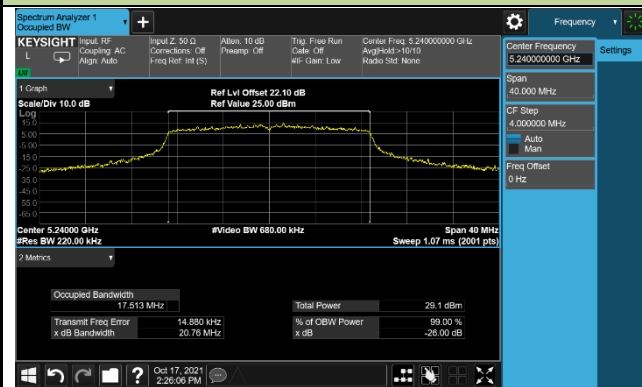 Spectrum Analyzer 1
Occupied BW
Frequency
KEYSIGHT
L
Input: RF
Coupling: AC
Align: Auto
Input Z: 50 Ω
Corrections: Off
Freq Ref: Int (S)
Atten: 10 dB
Preamp: Off
Trig: Free Run
Gate: Off
#IF Gain: Low
Center Freq: 5.240000000 GHz
Avg|Hold:>10/10
Radio Std: None
Center Frequency
5.240000000 GHz
Settings
Span
40.000 MHz
CF Step
4.000000 MHz
Auto
Man
Freq Offset
0 Hz
1 Graph
Scale/Div 10.0 dB
Ref Lvl Offset 22.10 dB
Ref Value 25.00 dBm
Log
15.0
5.00
-5.00
-15.0
-25.0
-35.0
-45.0
-55.0
-65.0
Center 5.24000 GHz
#Video BW 680.00 kHz
Span 40 MHz
#Res BW 220.00 kHz
Sweep 1.07 ms (2001 pts)
2 Metrics
Occupied Bandwidth
17.513 MHz
Total Power 29.1 dBm
Transmit Freq Error 14.880 kHz
% of OBW Power 99.00 %
x dB Bandwidth 20.76 MHz
x dB -26.00 dB
Oct 17, 2021
2:26:06 PM